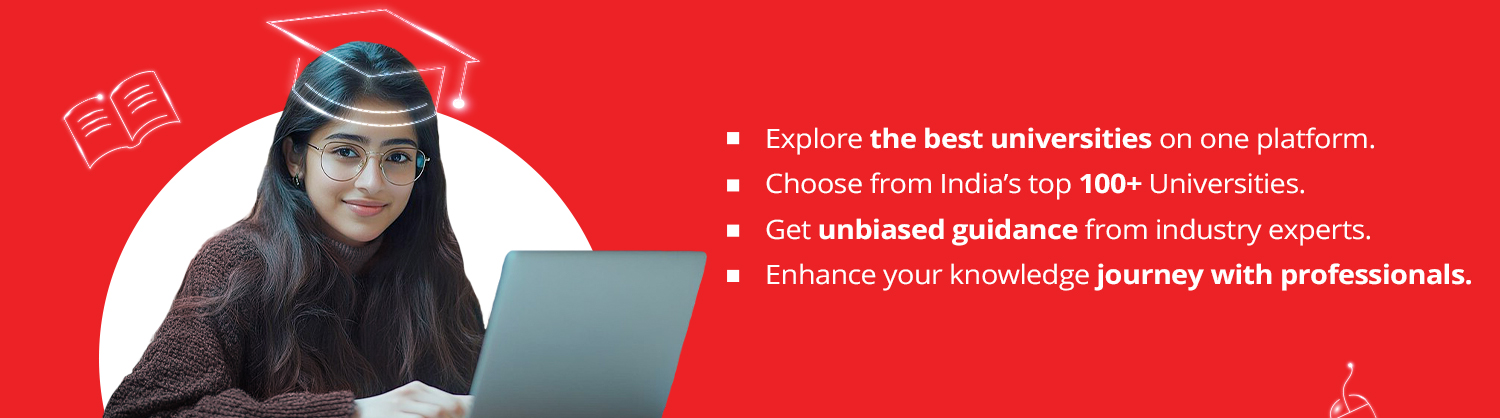 Explore the best universities on one platform.
Choose from India's top 100+ Universities.
Get unbiased guidance from industry experts.
Enhance your knowledge journey with professionals.